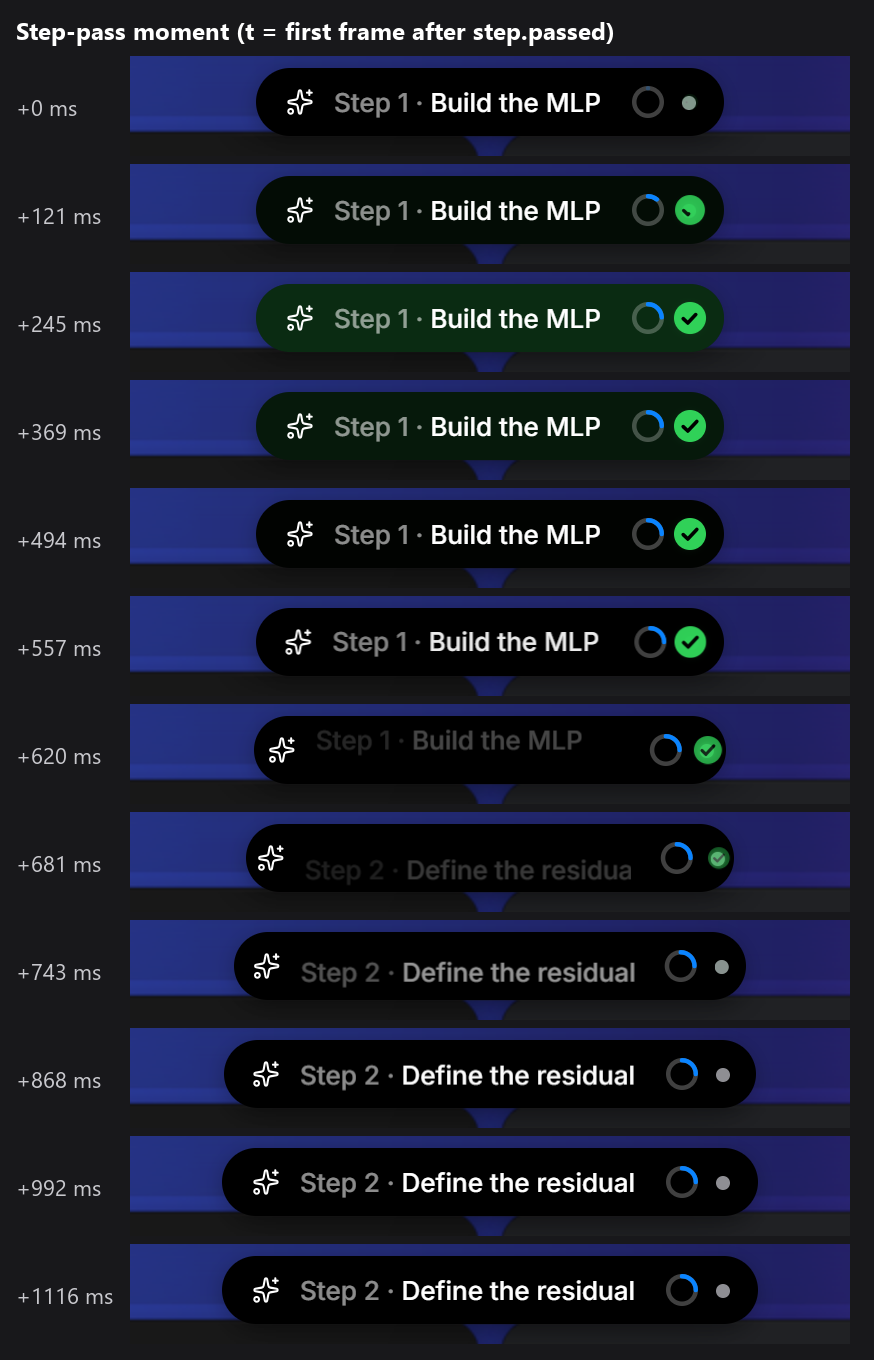 Step-pass moment (t = first frame after step.passed)
+0 ms Step 1 · Build the MLP
+121 ms Step 1 · Build the MLP
+245 ms Step 1 · Build the MLP
+369 ms Step 1 · Build the MLP
+494 ms Step 1 · Build the MLP
+557 ms Step 1 · Build the MLP
+620 ms Step 1 · Build the MLP
+681 ms Step 2 · Define the residua
+743 ms Step 2 · Define the residual
+868 ms Step 2 · Define the residual
+992 ms Step 2 · Define the residual
+1116 ms Step 2 · Define the residual